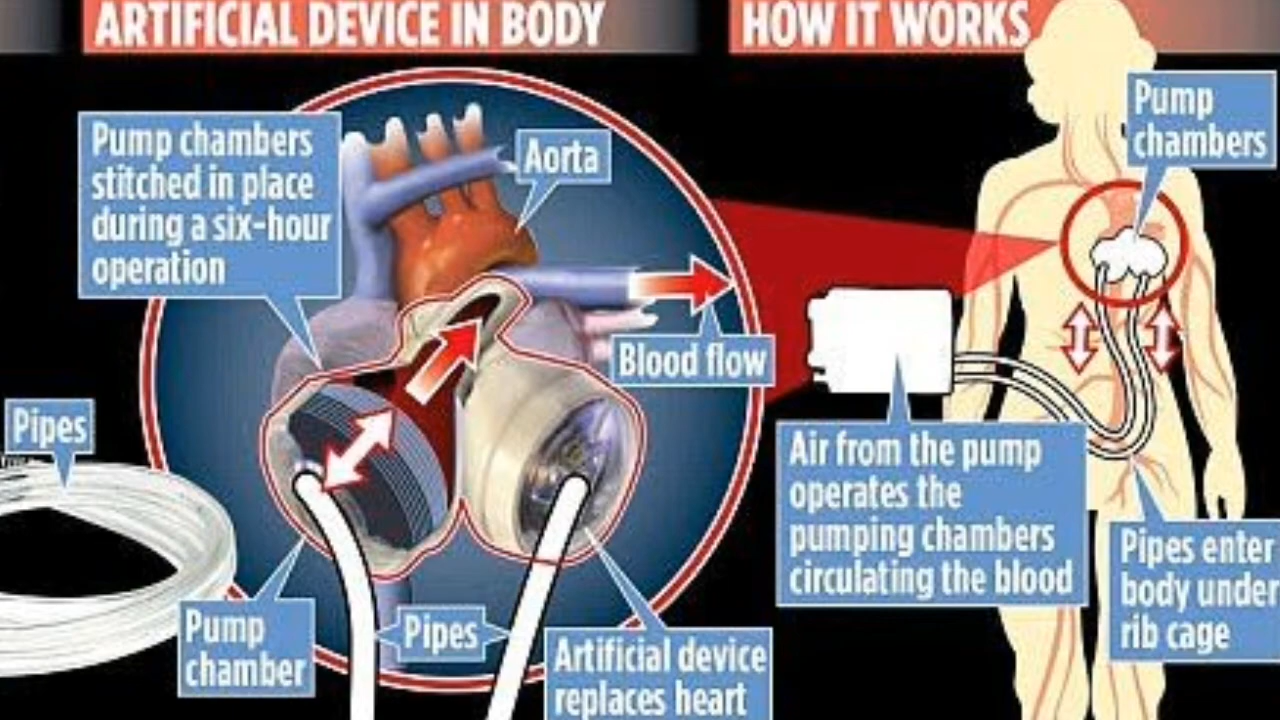 ARTIFICIAL DEVICE IN BODY
HOW IT WORKS
Pump chambers
stitched in place
during a six-hour
operation
Aorta
Blood flow
Pipes
Pump
chamber
Pipes
Artificial device
replaces heart
Pump
chambers
Air from the pump
operates the
pumping chambers
circulating the blood
Pipes enter
body under
rib cage